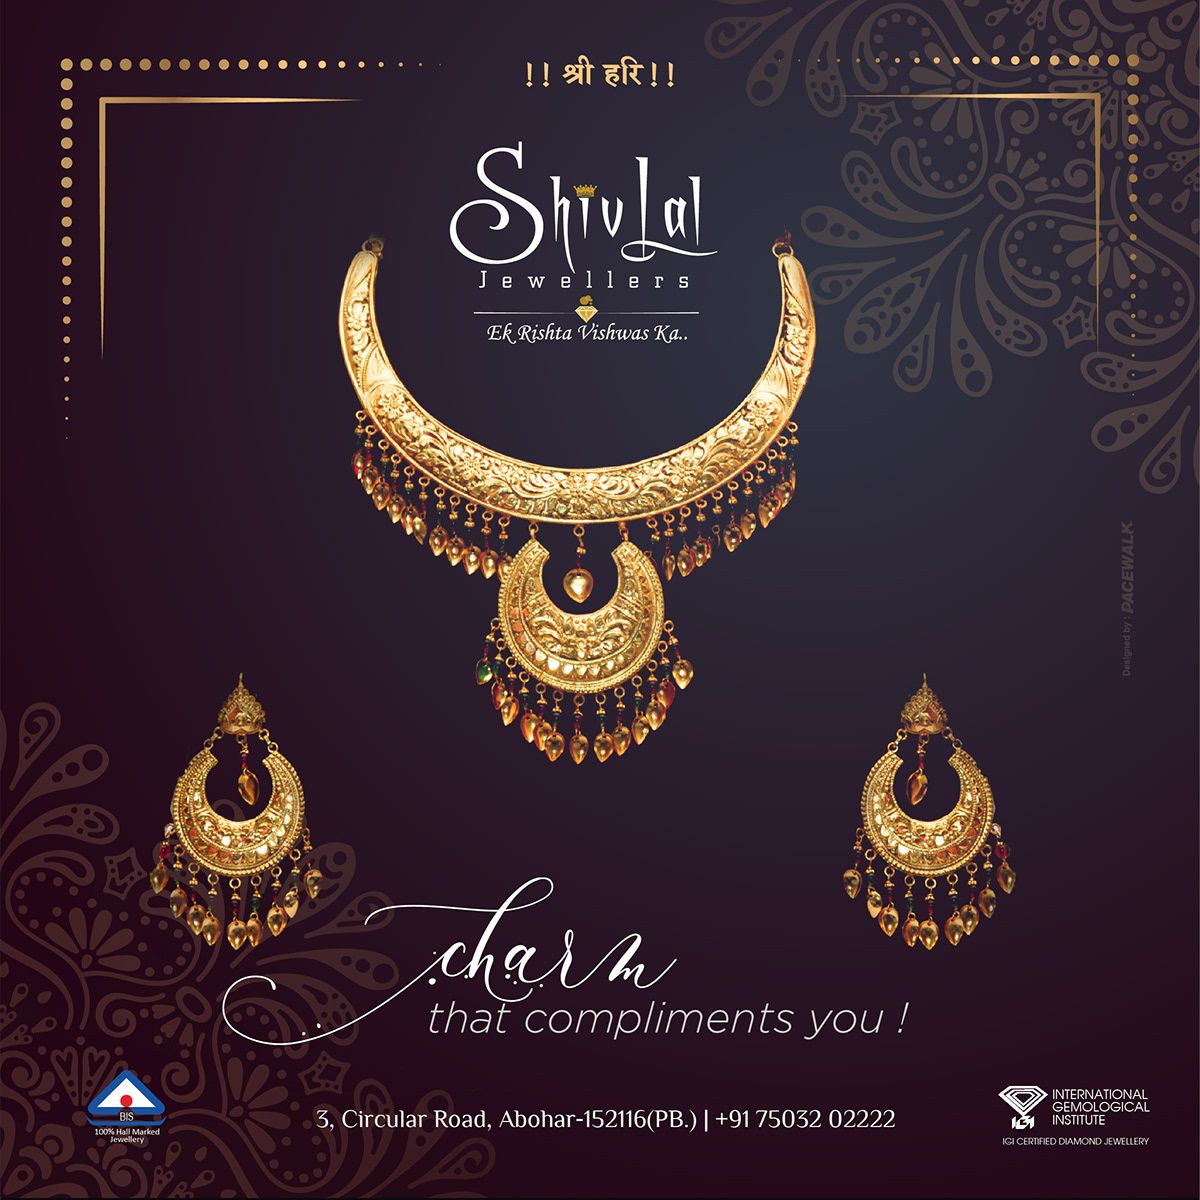 !! श्री हरि !!
ShivLal
Jewellers
Ek Rishta Vishwas Ka..
Designed by : PACEWALK
charm
that compliments you !
BIS
100% Hall Marked
Jewellery
3, Circular Road, Abohar-152116(PB.) | +91 75032 02222
IGI
INTERNATIONAL
GEMOLOGICAL
INSTITUTE
IGI CERTIFIED DIAMOND JEWELLERY